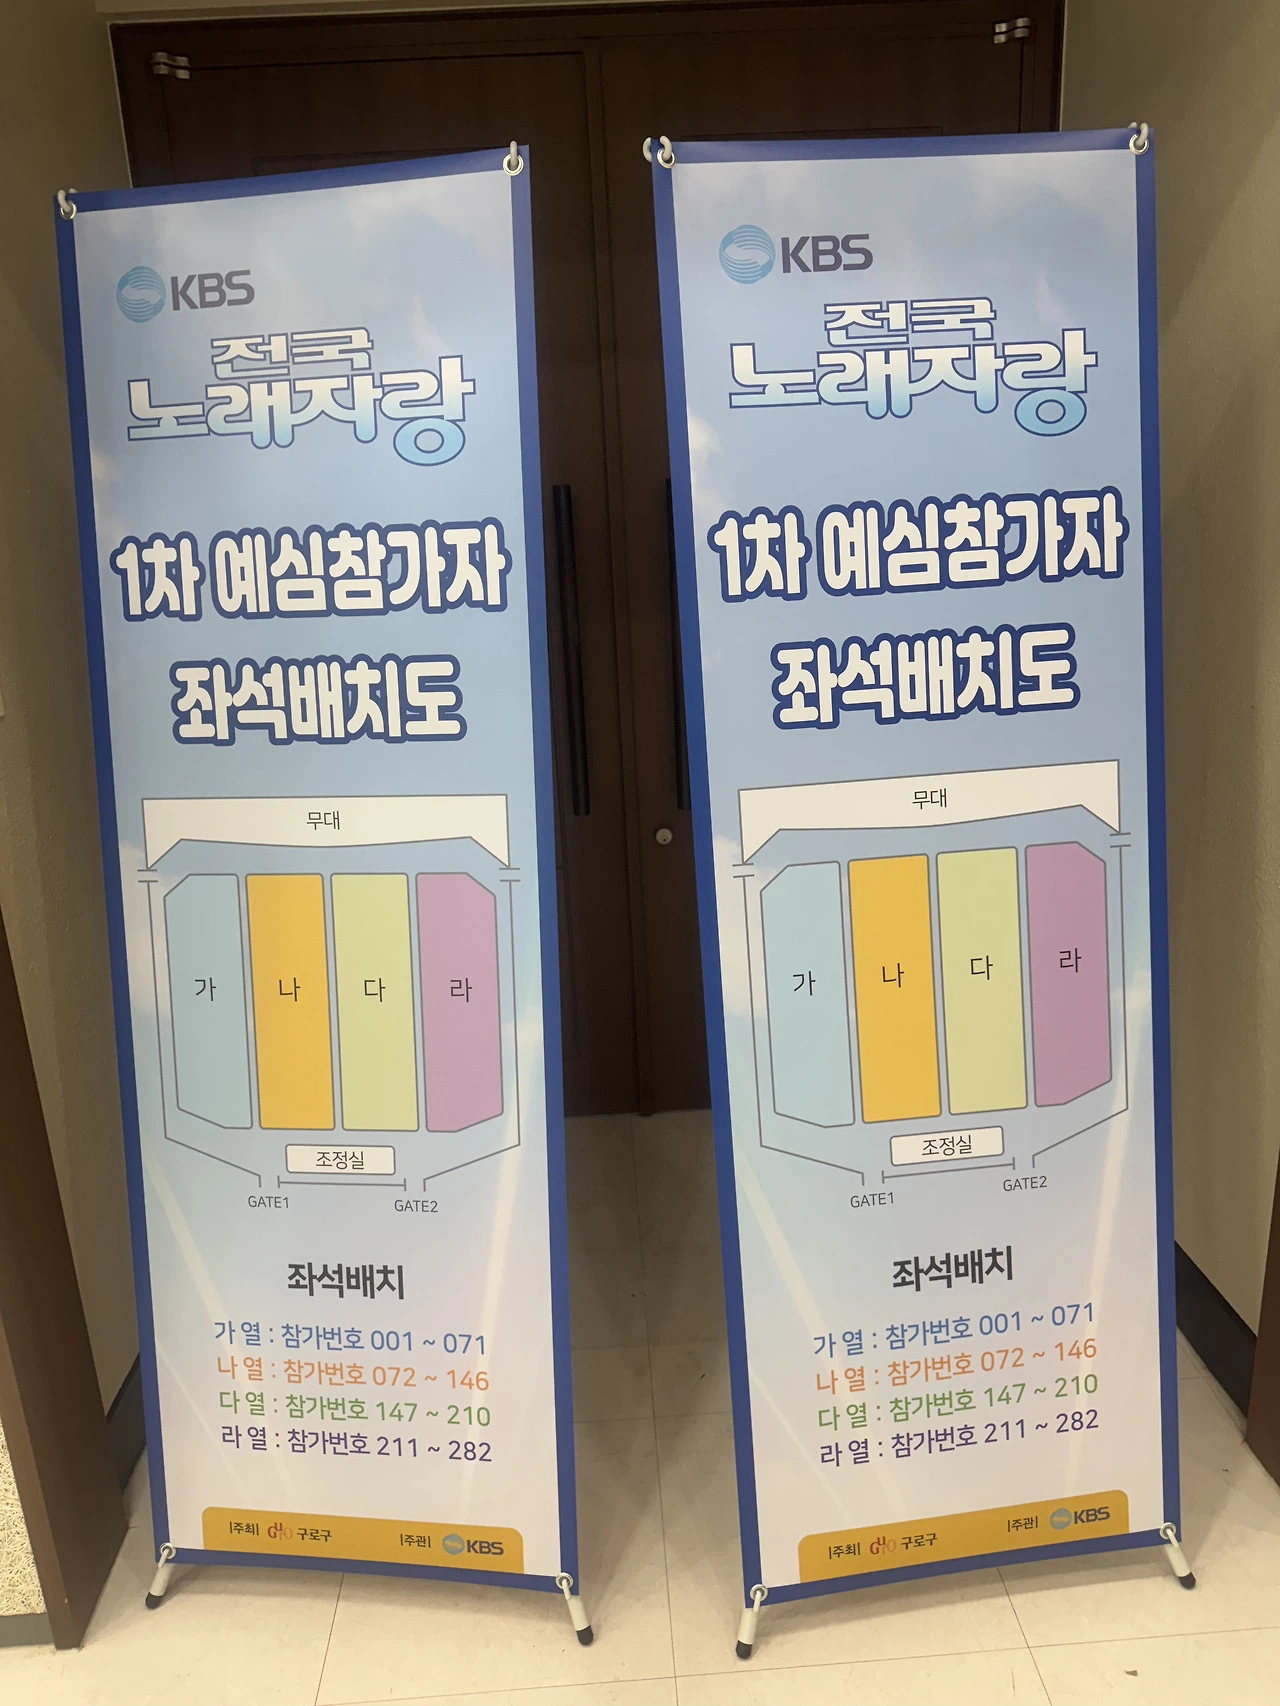 KBS
전국
노래자랑
1차 예심참가자
좌석배치도
무대
가 나 다 라
조정실
GATE1 GATE2
좌석배치
가 열 : 참가번호 001 ~ 071
나 열 : 참가번호 072 ~ 146
다 열 : 참가번호 147 ~ 210
라 열 : 참가번호 211 ~ 282
|주최| GURO 구로구 |주관| KBS
KBS
전국
노래자랑
1차 예심참가자
좌석배치도
무대
가 나 다 라
조정실
GATE1 GATE2
좌석배치
가 열 : 참가번호 001 ~ 071
나 열 : 참가번호 072 ~ 146
다 열 : 참가번호 147 ~ 210
라 열 : 참가번호 211 ~ 282
|주최| GURO 구로구 |주관| KBS